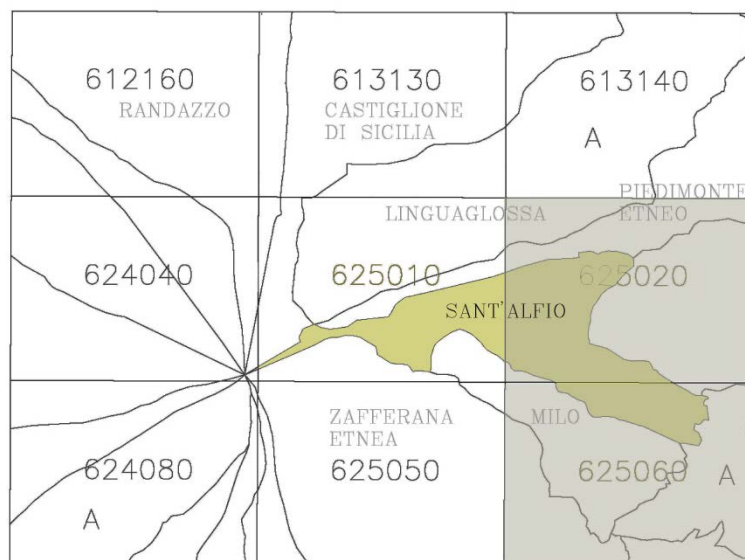 612160
RANDAZZO
613130
CASTIGLIONE
DI SICILIA
613140
A
PIEDIMONTE
ETNEO
LINGUAGLOSSA
624040
625010
625020
SANT'ALFIO
ZAFFERANA
ETNEA
MILO
624080
625050
625060
A
A